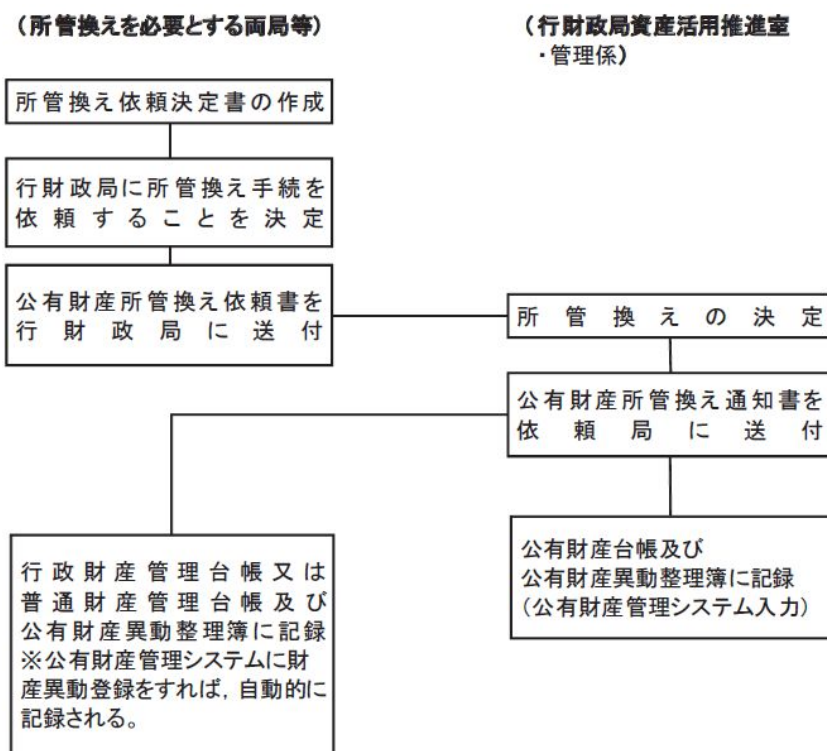 (所管換えを必要とする両局等)
(行財政局資産活用推進室
・管理係)
所管換え依頼決定書の作成
行財政局に所管換え手続を
依頼することを決定
公有財産所管換え依頼書を
行財政局に送付
所管換えの決定
公有財産所管換え通知書を
依頼局に送付
行政財産管理台帳又は
普通財産管理台帳及び
公有財産異動整理簿に記録
※公有財産管理システムに財
産異動登録をすれば,自動的に
記録される。
公有財産台帳及び
公有財産異動整理簿に記録
(公有財産管理システム入力)